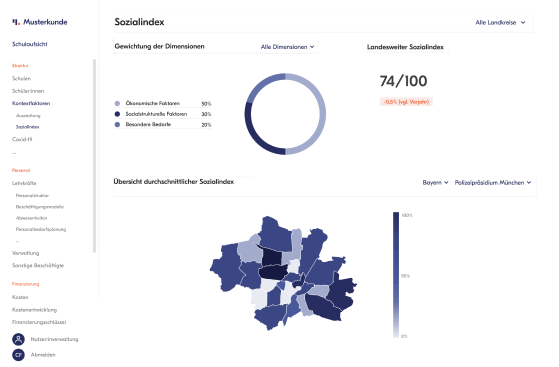 Musterkunde
Schulaufsicht
Struktur
Schulen
Schüler:innen
Kontextfaktoren
Ausstattung
Sozialindex
Covid-19
...
Personal
Lehrkräfte
Personalstruktur
Beschäftigungsmodelle
Abwesenheiten
Personalbedarfsplanung
...
Verwaltung
Sonstige Beschäftigte
Finanzierung
Kosten
Kostenentwicklung
Finanzierungsschlüssel
Nutzer:inverwaltung
CF Abmelden
Sozialindex
Alle Landkreise
Gewichtung der Dimensionen
Alle Dimensionen
Ökonomische Faktoren 50%
Sozialstrukturelle Faktoren 30%
Besondere Bedarfe 20%
Landesweiter Sozialindex
74/100
-0,5% (vgl. Vorjahr)
Übersicht durchschnittlicher Sozialindex
Bayern
Polizeipräsidium München
100%
50%
0%